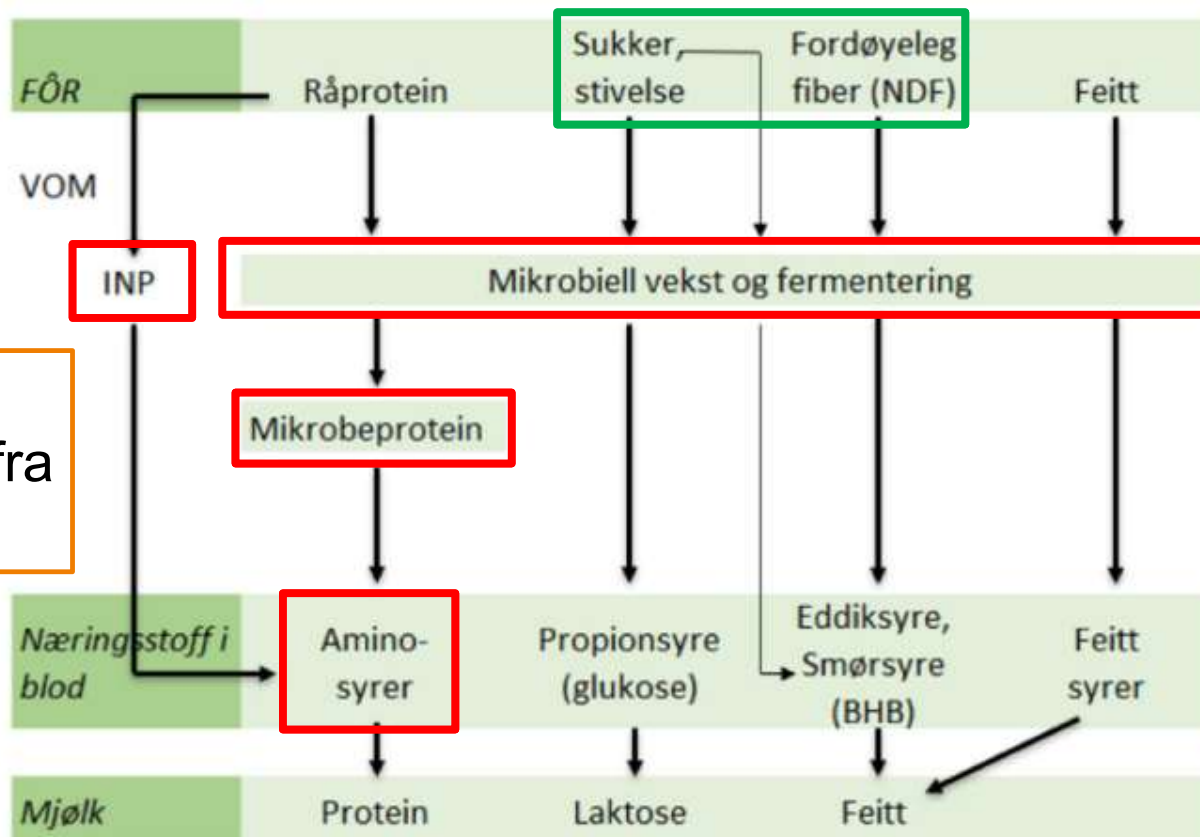 FÔR
Råprotein
Sukker,
stivelse
Fordøyeleg
fiber (NDF)
Feitt
VOM
INP
Mikrobiell vekst og fermentering
fra
Mikrobeprotein
Næringsstoff i
blod
Amino-
syrer
Propionsyre
(glukose)
Eddiksyre,
Smørsyre
(BHB)
Feitt
syrer
Mjølk
Protein
Laktose
Feitt